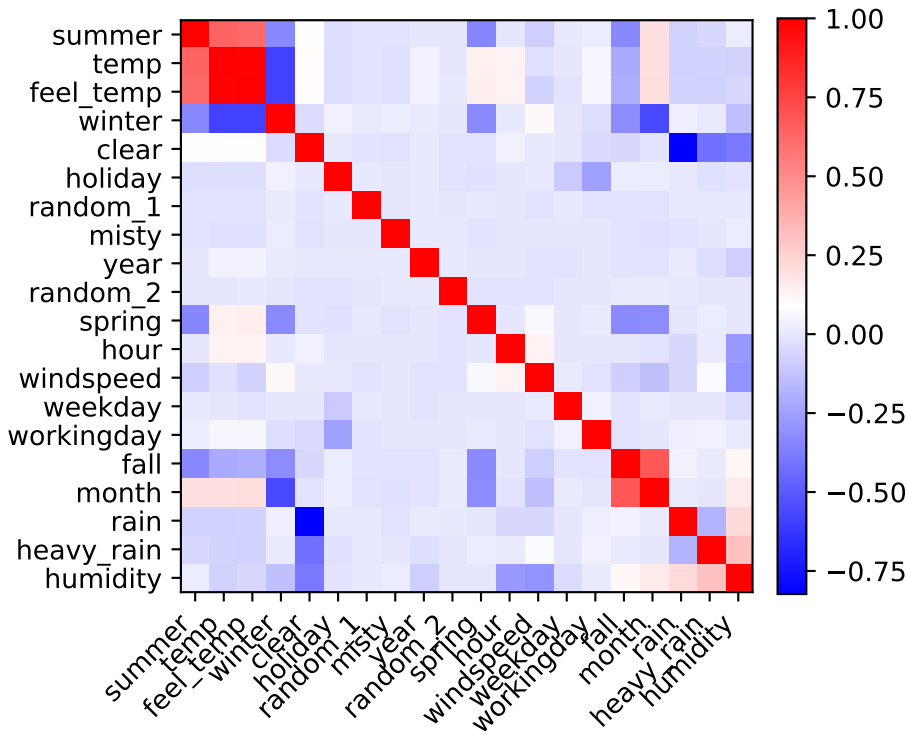 summer
temp
feel_temp
winter
clear
holiday
random_1
misty
year
random_2
spring
hour
windspeed
weekday
workingday
fall
month
rain
heavy_rain
humidity
summer
temp
feel_temp
winter
clear
holiday
random_1
misty
year
random_2
spring
hour
windspeed
weekday
workingday
fall
month
rain
heavy_rain
humidity
1.00
0.75
0.50
0.25
0.00
−0.25
−0.50
−0.75